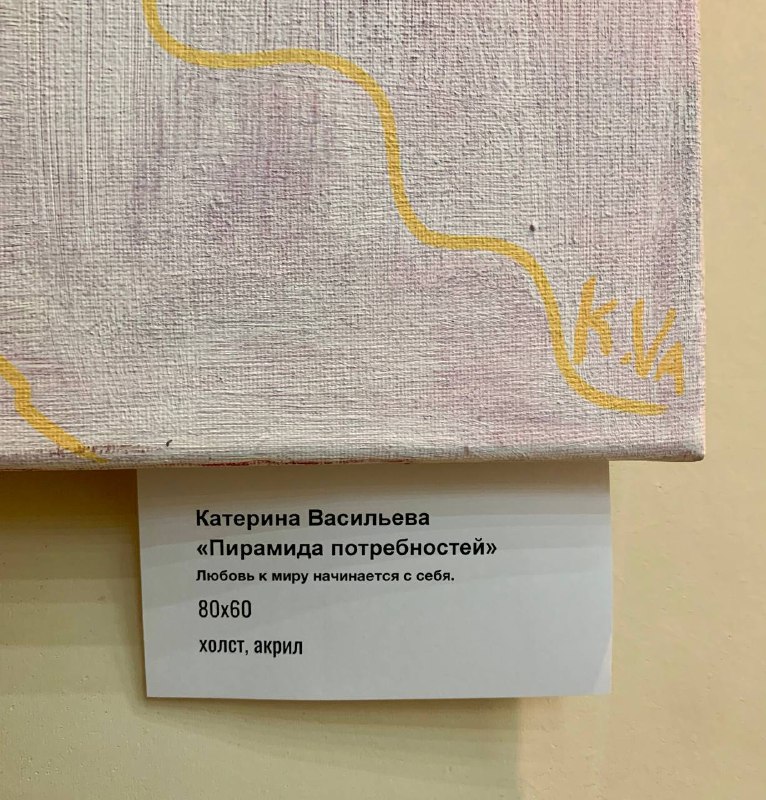 K.VA
Катерина Васильева
«Пирамида потребностей»
Любовь к миру начинается с себя.
80x60
холст, акрил